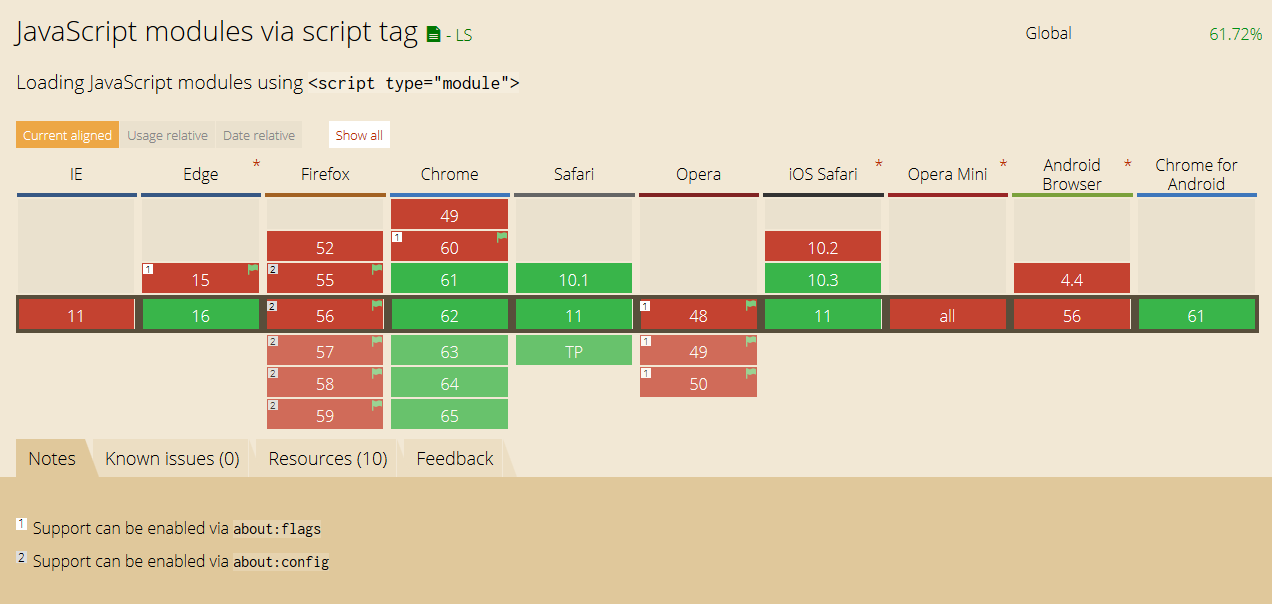 JavaScript modules via script tag - LS
Global 61.72%
Loading JavaScript modules using <script type="module">
Current aligned Usage relative Date relative Show all
IE Edge * Firefox Chrome Safari Opera iOS Safari * Opera Mini * Android Browser * Chrome for Android
49
52 1 60 10.2
1 15 2 55 61 10.1 10.3 4.4
11 16 2 56 62 11 1 48 11 all 56 61
2 57 63 TP 1 49
2 58 64 1 50
2 59 65
Notes Known issues (0) Resources (10) Feedback
1 Support can be enabled via about:flags
2 Support can be enabled via about:config